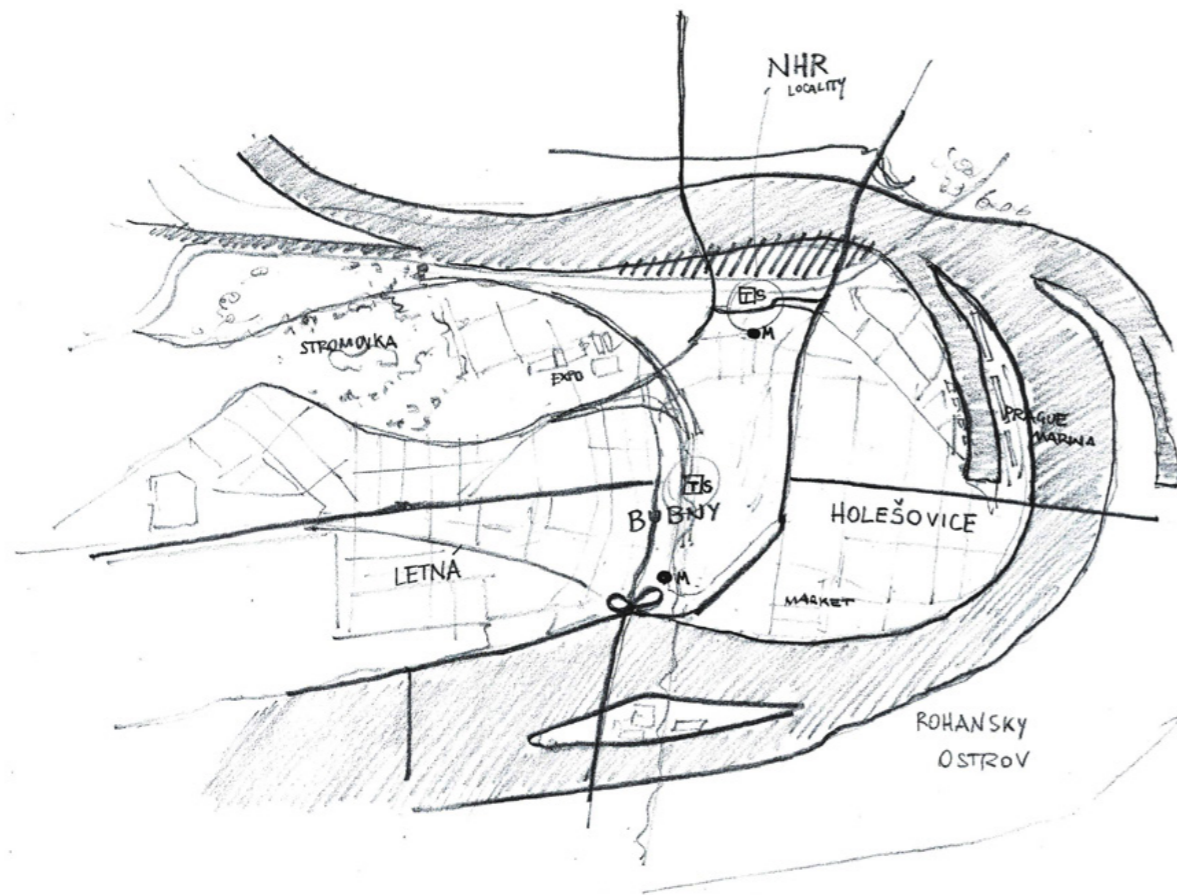 NHR
LOCALITY
TS
M
STROMOVKA
EXPO
PRAGUE
MARINA
TS
BUBNY
HOLEŠOVICE
LETNÁ
M
MARKET
ROHANSKY
OSTROV